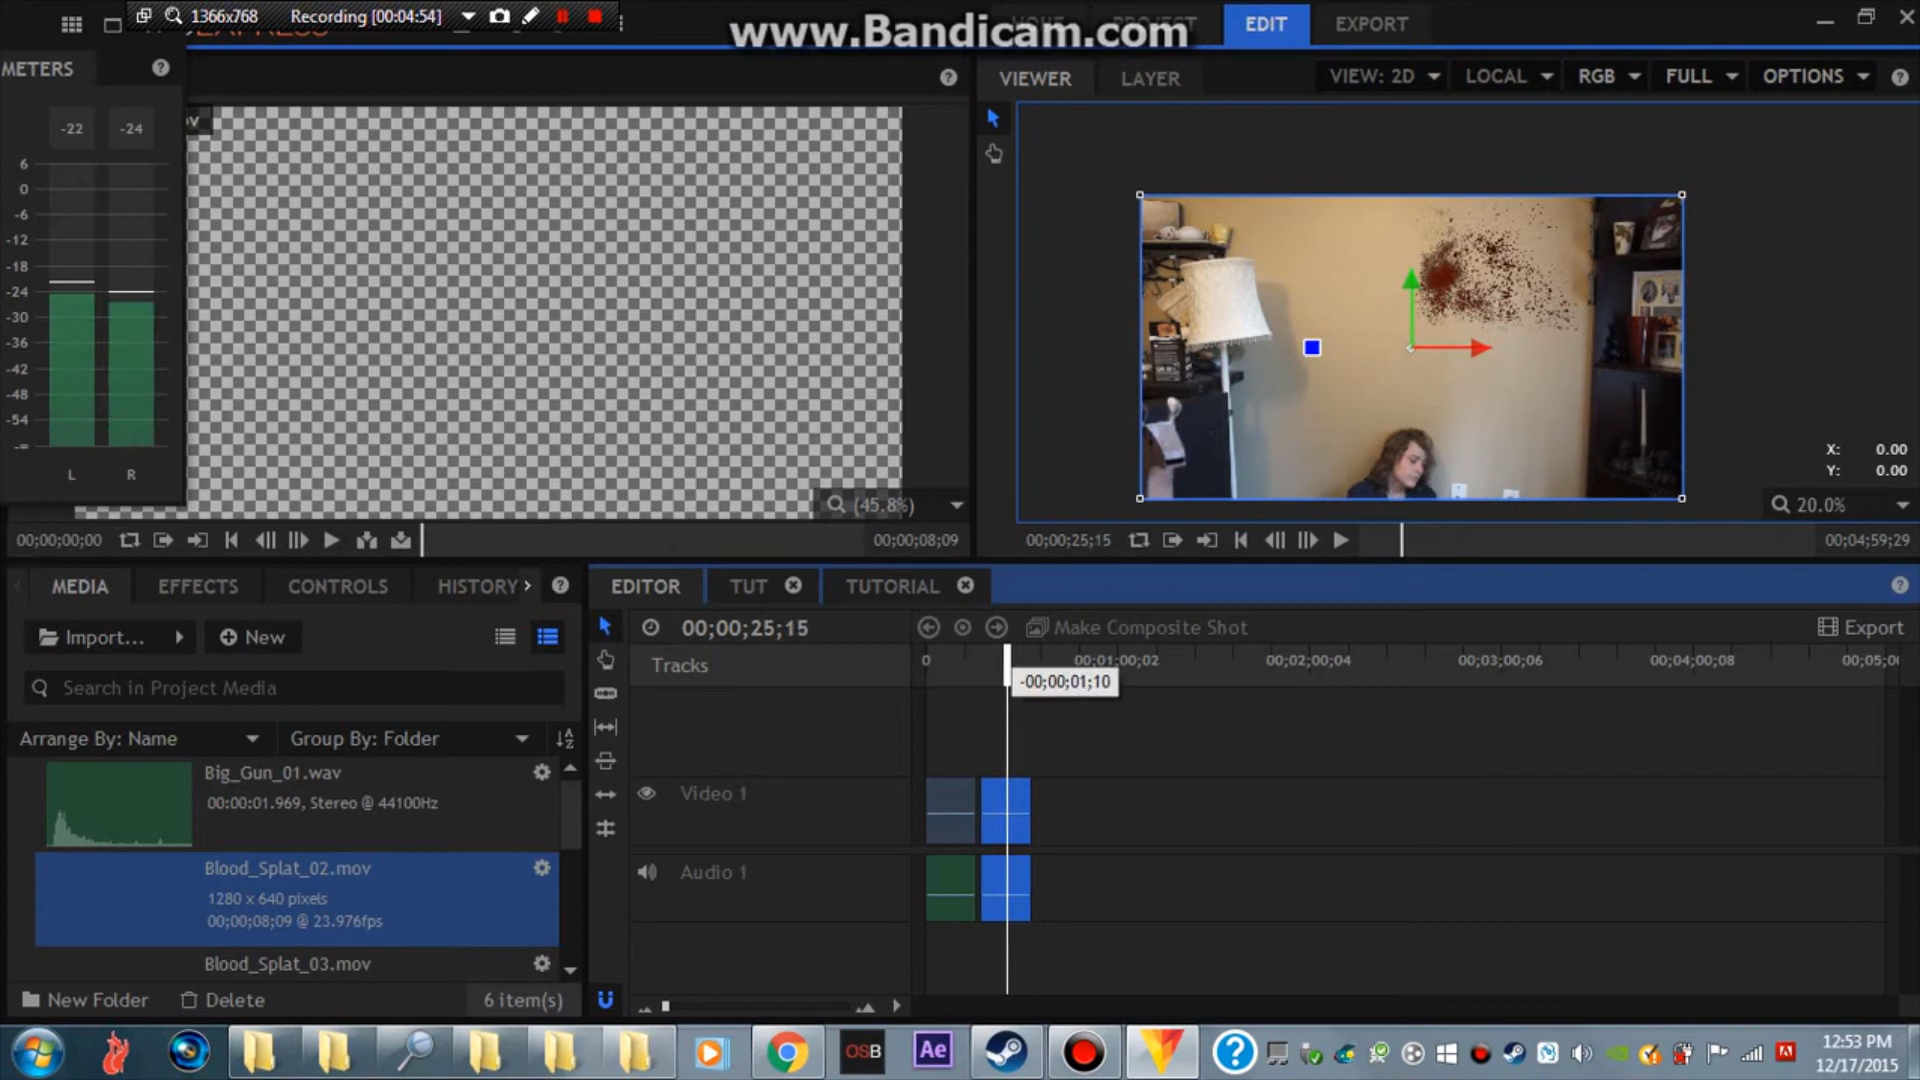 1366x768
Recording [00:04:54]
www.Bandicam.com
EXPRESS
PROJECT
EDIT
EXPORT
METERS
VIEWER
LAYER
VIEW: 2D
LOCAL
RGB
FULL
OPTIONS
-22
-24
6
0
-6
-12
-18
-24
-30
-36
-42
-48
-54
-∞
L
R
X: 0.00
Y: 0.00
(45.8%)
20.0%
00;00;00;00
00;00;08;09
00;00;25;15
00;04;59;29
MEDIA
EFFECTS
CONTROLS
HISTORY
EDITOR
TUT
TUTORIAL
Import...
New
00;00;25;15
Make Composite Shot
Export
Tracks
0
00;01;00;02
00;02;00;04
00;03;00;06
00;04;00;08
00;05;0
-00;00;01;10
Search in Project Media
Arrange By: Name
Group By: Folder
Big_Gun_01.wav
00:00:01.969, Stereo @ 44100Hz
Blood_Splat_02.mov
1280 x 640 pixels
00;00;08;09 @ 23.976fps
Blood_Splat_03.mov
Video 1
Audio 1
New Folder
Delete
6 item(s)
OSB
Ae
12:53 PM
12/17/2015